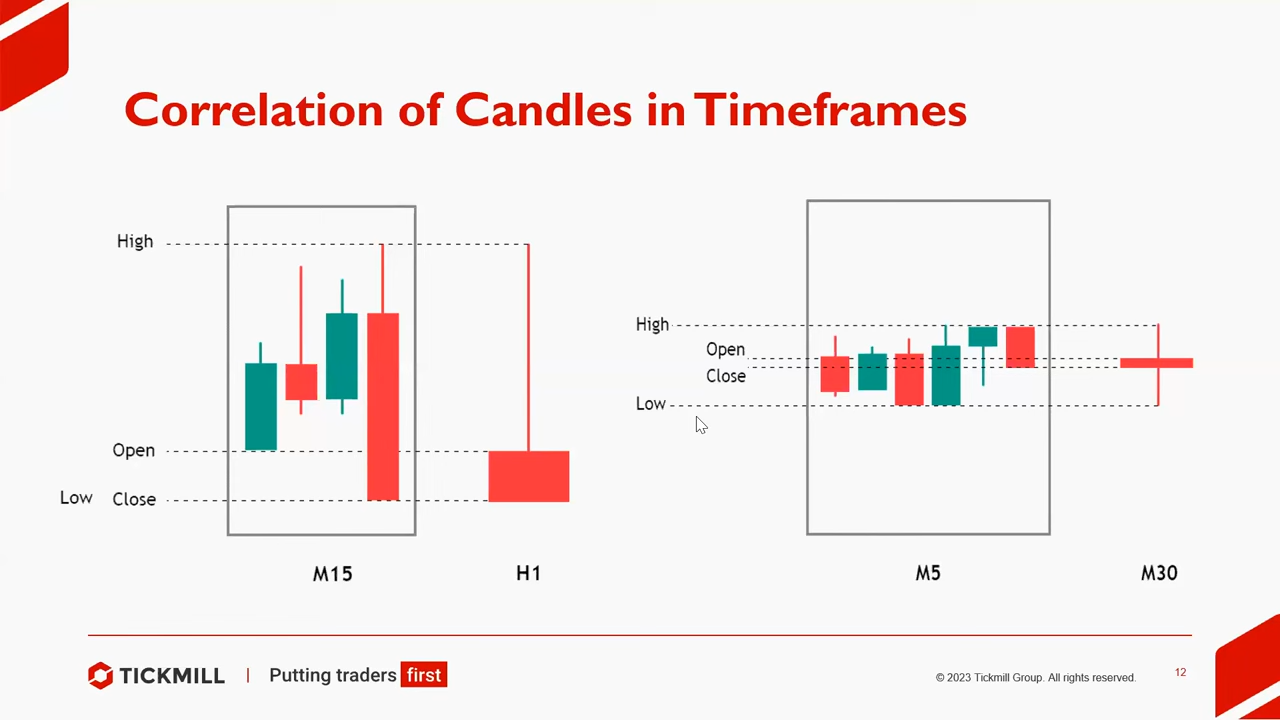 Correlation of Candles in Timeframes
High
Open
Low Close
M15 H1
High
Open
Close
Low
M5 M30
TICKMILL | Putting traders first
© 2023 Tickmill Group. All rights reserved. 12